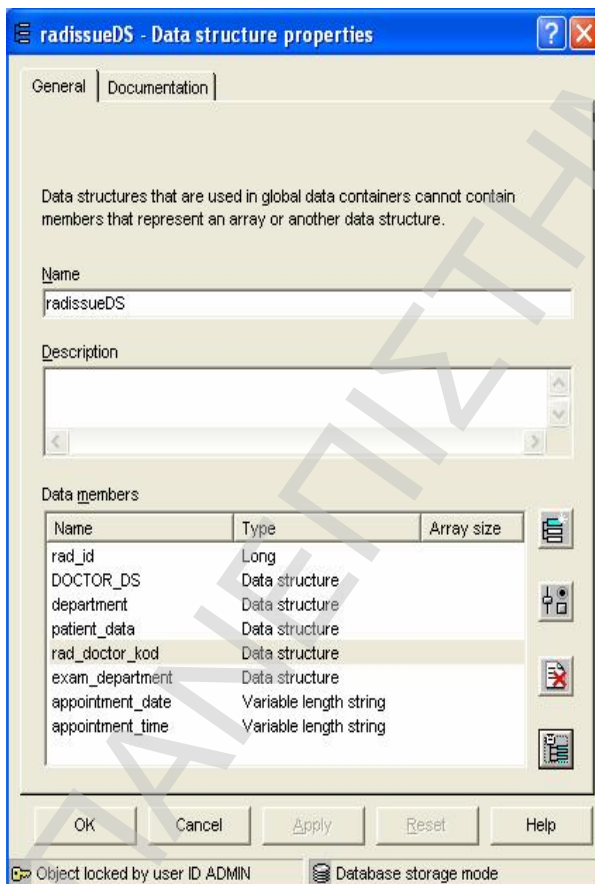 radissueDS - Data structure properties
General
Documentation
Data structures that are used in global data containers cannot contain
members that represent an array or another data structure.
Name
radissueDS
Description
Data members
Name Type Array size
rad_id Long
DOCTOR_DS Data structure
department Data structure
patient_data Data structure
rad_doctor_kod Data structure
exam_department Data structure
appointment_date Variable length string
appointment_time Variable length string
OK Cancel Apply Reset Help
Object locked by user ID ADMIN Database storage mode
ΠΑΝΕΠΙΣΤΗΜ